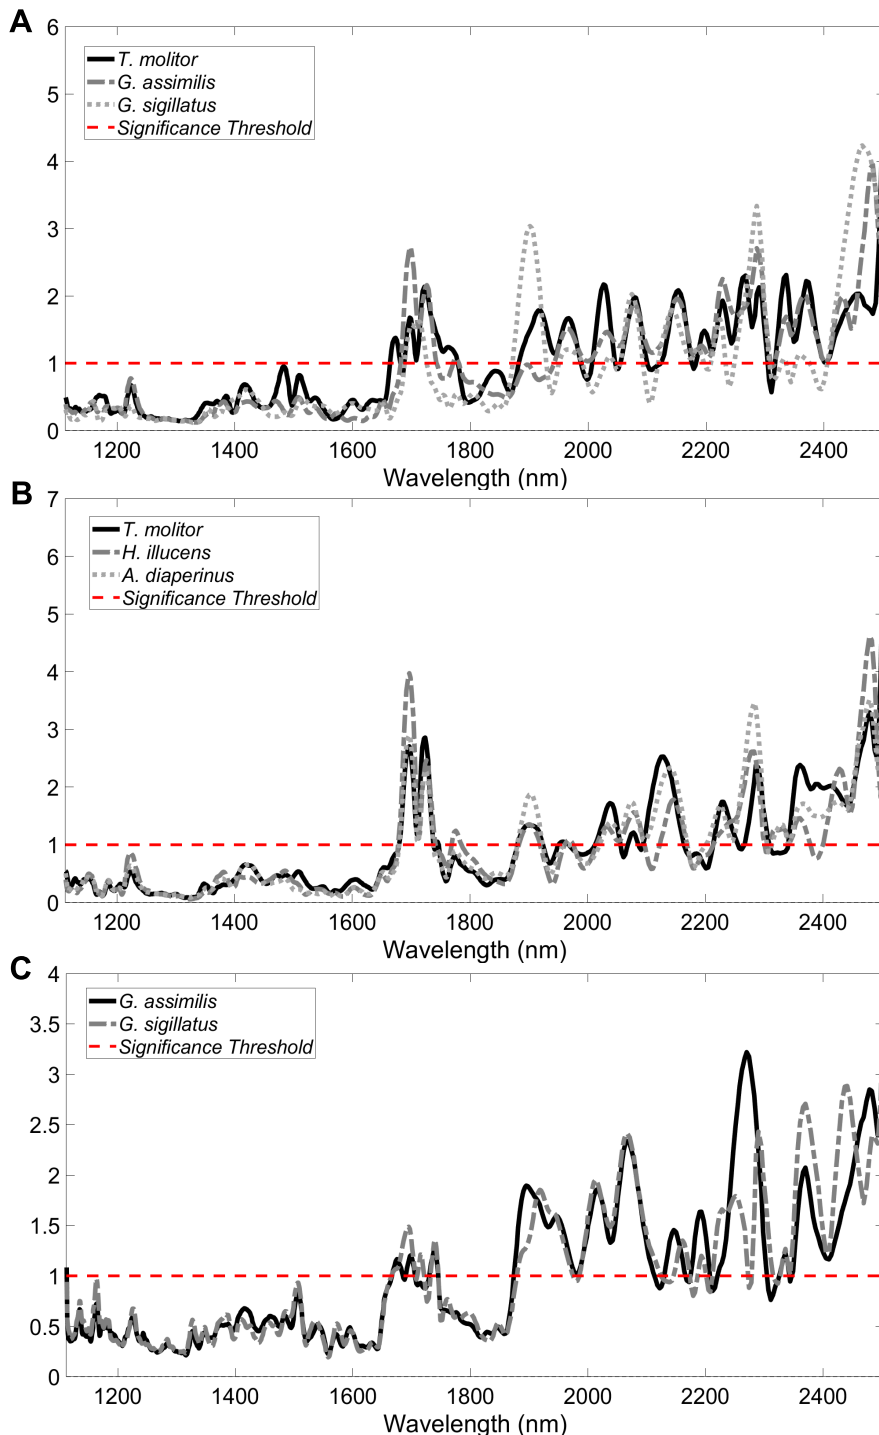 A
6
5
4
3
2
1
0
T. molitor
G. assimilis
G. sigillatus
Significance Threshold
1200 1400 1600 1800 2000 2200 2400
Wavelength (nm)
B
7
6
5
4
3
2
1
0
T. molitor
H. illucens
A. diaperinus
Significance Threshold
1200 1400 1600 1800 2000 2200 2400
Wavelength (nm)
C
4
3.5
3
2.5
2
1.5
1
0.5
0
G. assimilis
G. sigillatus
Significance Threshold
1200 1400 1600 1800 2000 2200 2400
Wavelength (nm)